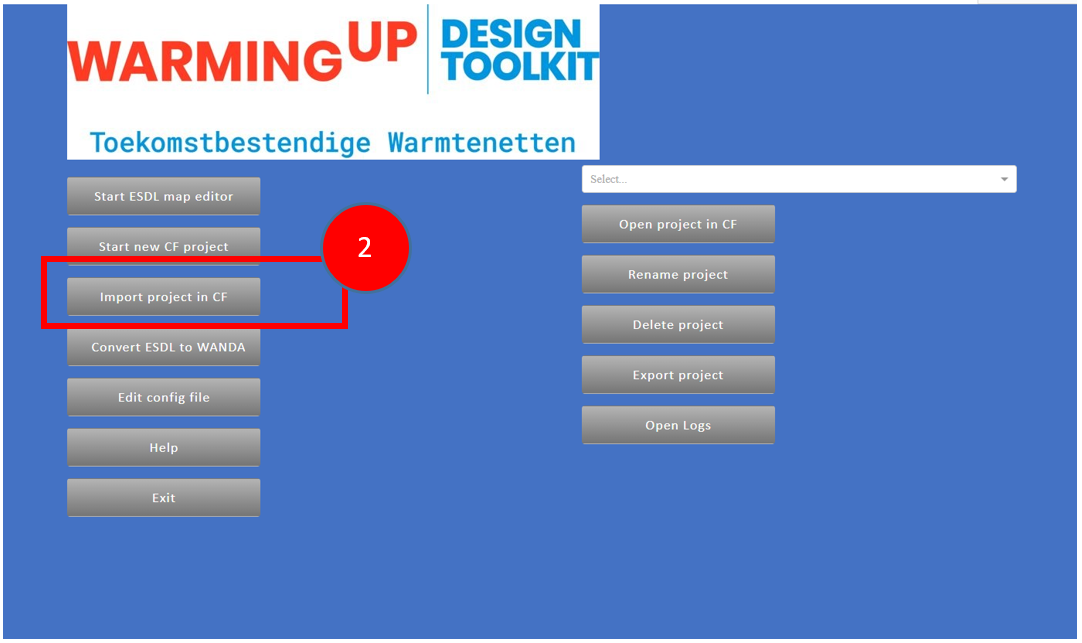 WARMINGUP
DESIGN
TOOLKIT
Toekomstbestendige Warmtenetten
Start ESDL map editor
Start new CF project
2
Import project in CF
Convert ESDL to WANDA
Edit config file
Help
Exit
Select...
Open project in CF
Rename project
Delete project
Export project
Open Logs